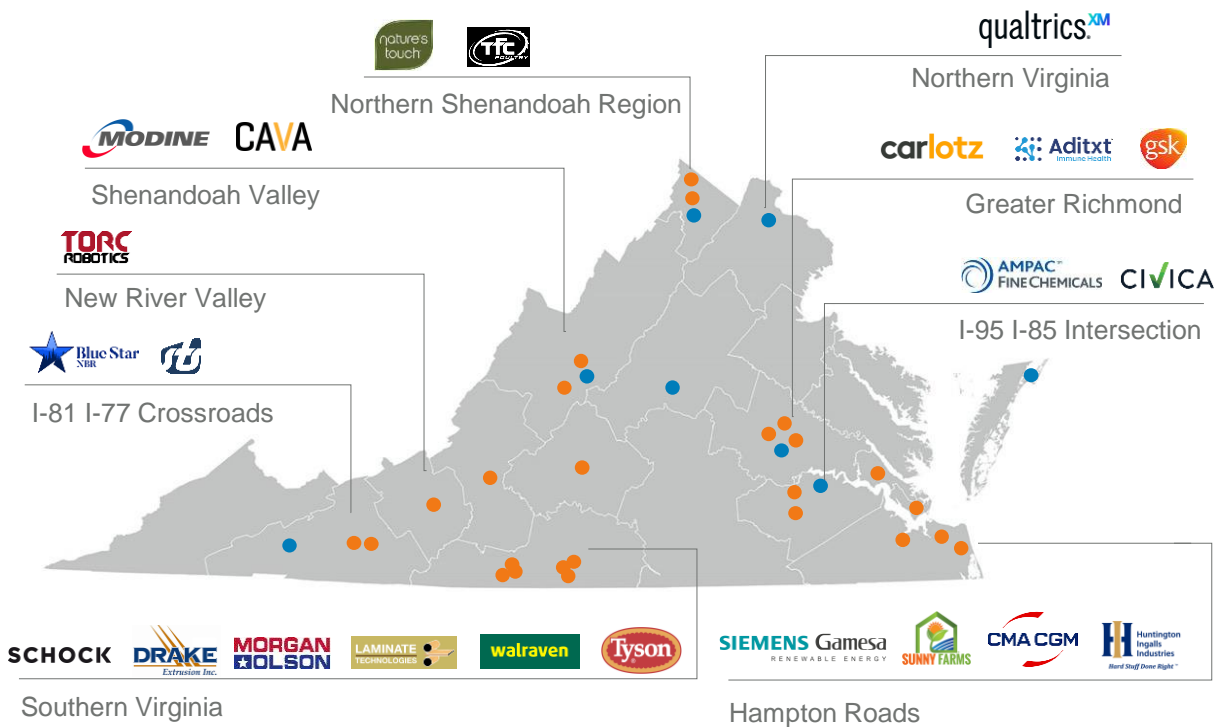 nature's
touch
TFC
POULTRY
Northern Shenandoah Region
qualtrics.XM
Northern Virginia
MODINE
CAVA
Shenandoah Valley
carlotz
Aditxt
Immune Health
gsk
Greater Richmond
TORC
ROBOTICS
New River Valley
AMPAC™
FINE CHEMICALS
CIVICA
I-95 I-85 Intersection
Blue Star
NBR
I-81 I-77 Crossroads
SCHOCK
DRAKE
Extrusion Inc.
MORGAN
OLSON
LAMINATE
TECHNOLOGIES
walraven
Tyson
Southern Virginia
SIEMENS Gamesa
RENEWABLE ENERGY
SUNNY FARMS
CMA CGM
Huntington
Ingalls
Industries
Hard Stuff Done Right™
Hampton Roads